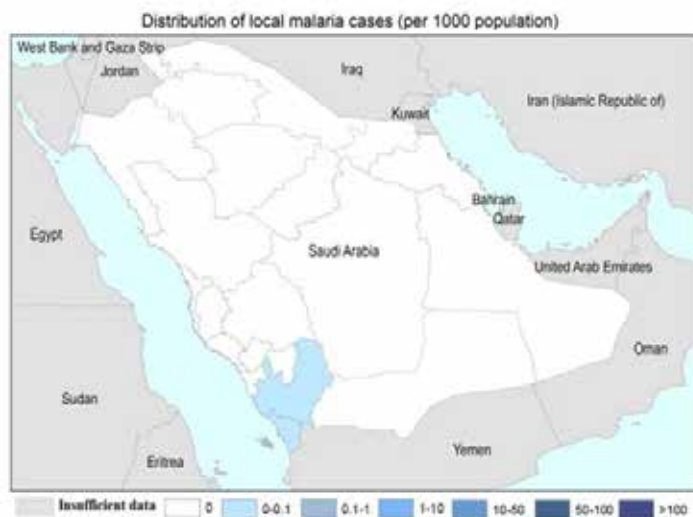 Distribution of local malaria cases (per 1000 population)
West Bank and Gaza Strip
Jordan
Iraq
Iran (Islamic Republic of)
Kuwait
Bahrain
Qatar
Egypt
Saudi Arabia
United Arab Emirates
Oman
Sudan
Yemen
Eritrea
Insufficient data 0 0-0.1 0.1-1 1-10 10-50 50-100 >100